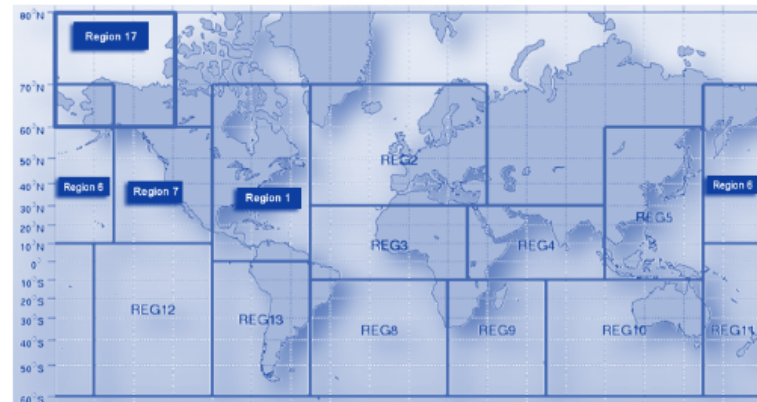 80°N
Region 17
70°N
60°N
50°N
REG2
40°N
Region 6
Region 7
Region 1
Region 6
30°N
20°N
REG5
10°N
REG3
REG4
0°
10°S
20°S
REG12
REG13
REG8
REG9
REG10
REG11
30°S
40°S
50°S
60°S